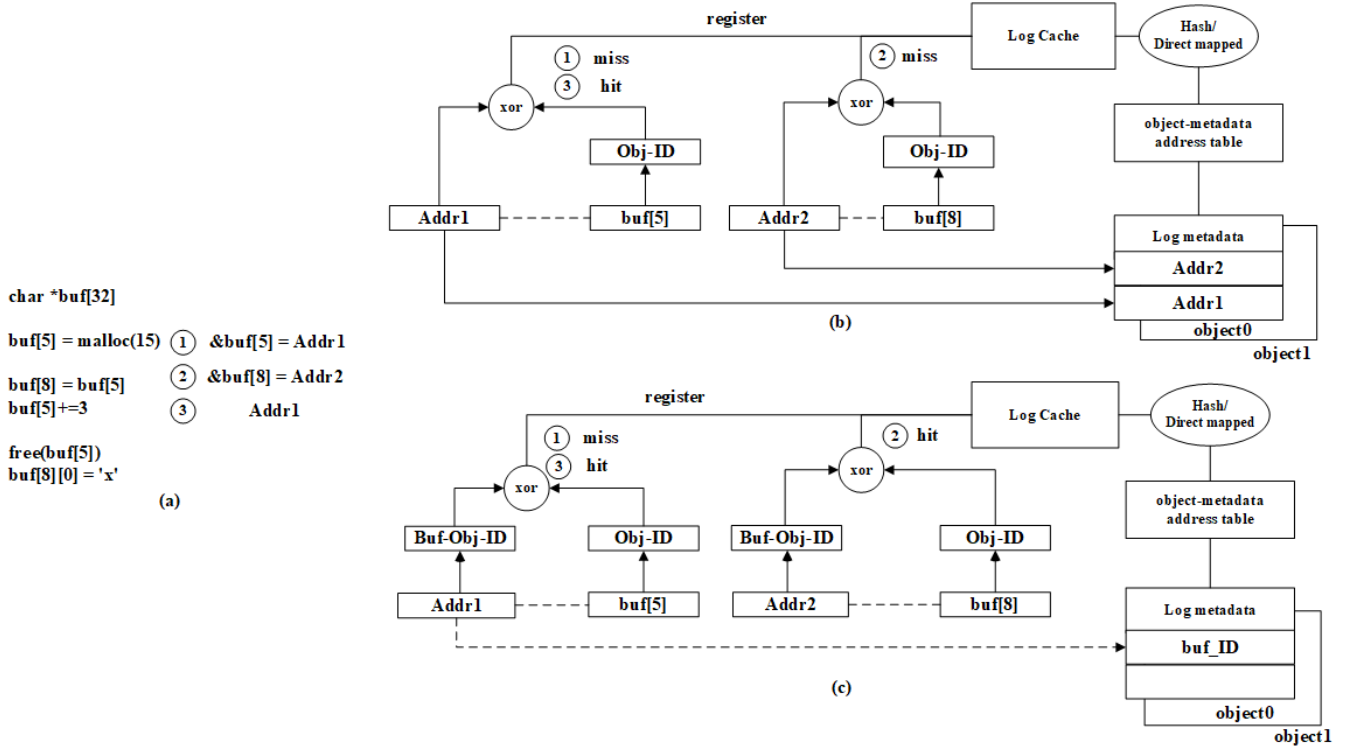 char *buf[32]
buf[5] = malloc(15) 1 &buf[5] = Addr1
buf[8] = buf[5] 2 &buf[8] = Addr2
buf[5]+=3 3 Addr1
free(buf[5])
buf[8][0] = 'x'
(a)
register
Log Cache
Hash/
Direct mapped
1 miss
3 hit
2 miss
xor
xor
object-metadata
address table
Obj-ID
Obj-ID
Addr1
buf[5]
Addr2
buf[8]
Log metadata
Addr2
Addr1
object0
object1
(b)
register
Log Cache
Hash/
Direct mapped
1 miss
3 hit
2 hit
xor
xor
object-metadata
address table
Buf-Obj-ID
Obj-ID
Buf-Obj-ID
Obj-ID
Addr1
buf[5]
Addr2
buf[8]
Log metadata
buf_ID
object0
object1
(c)